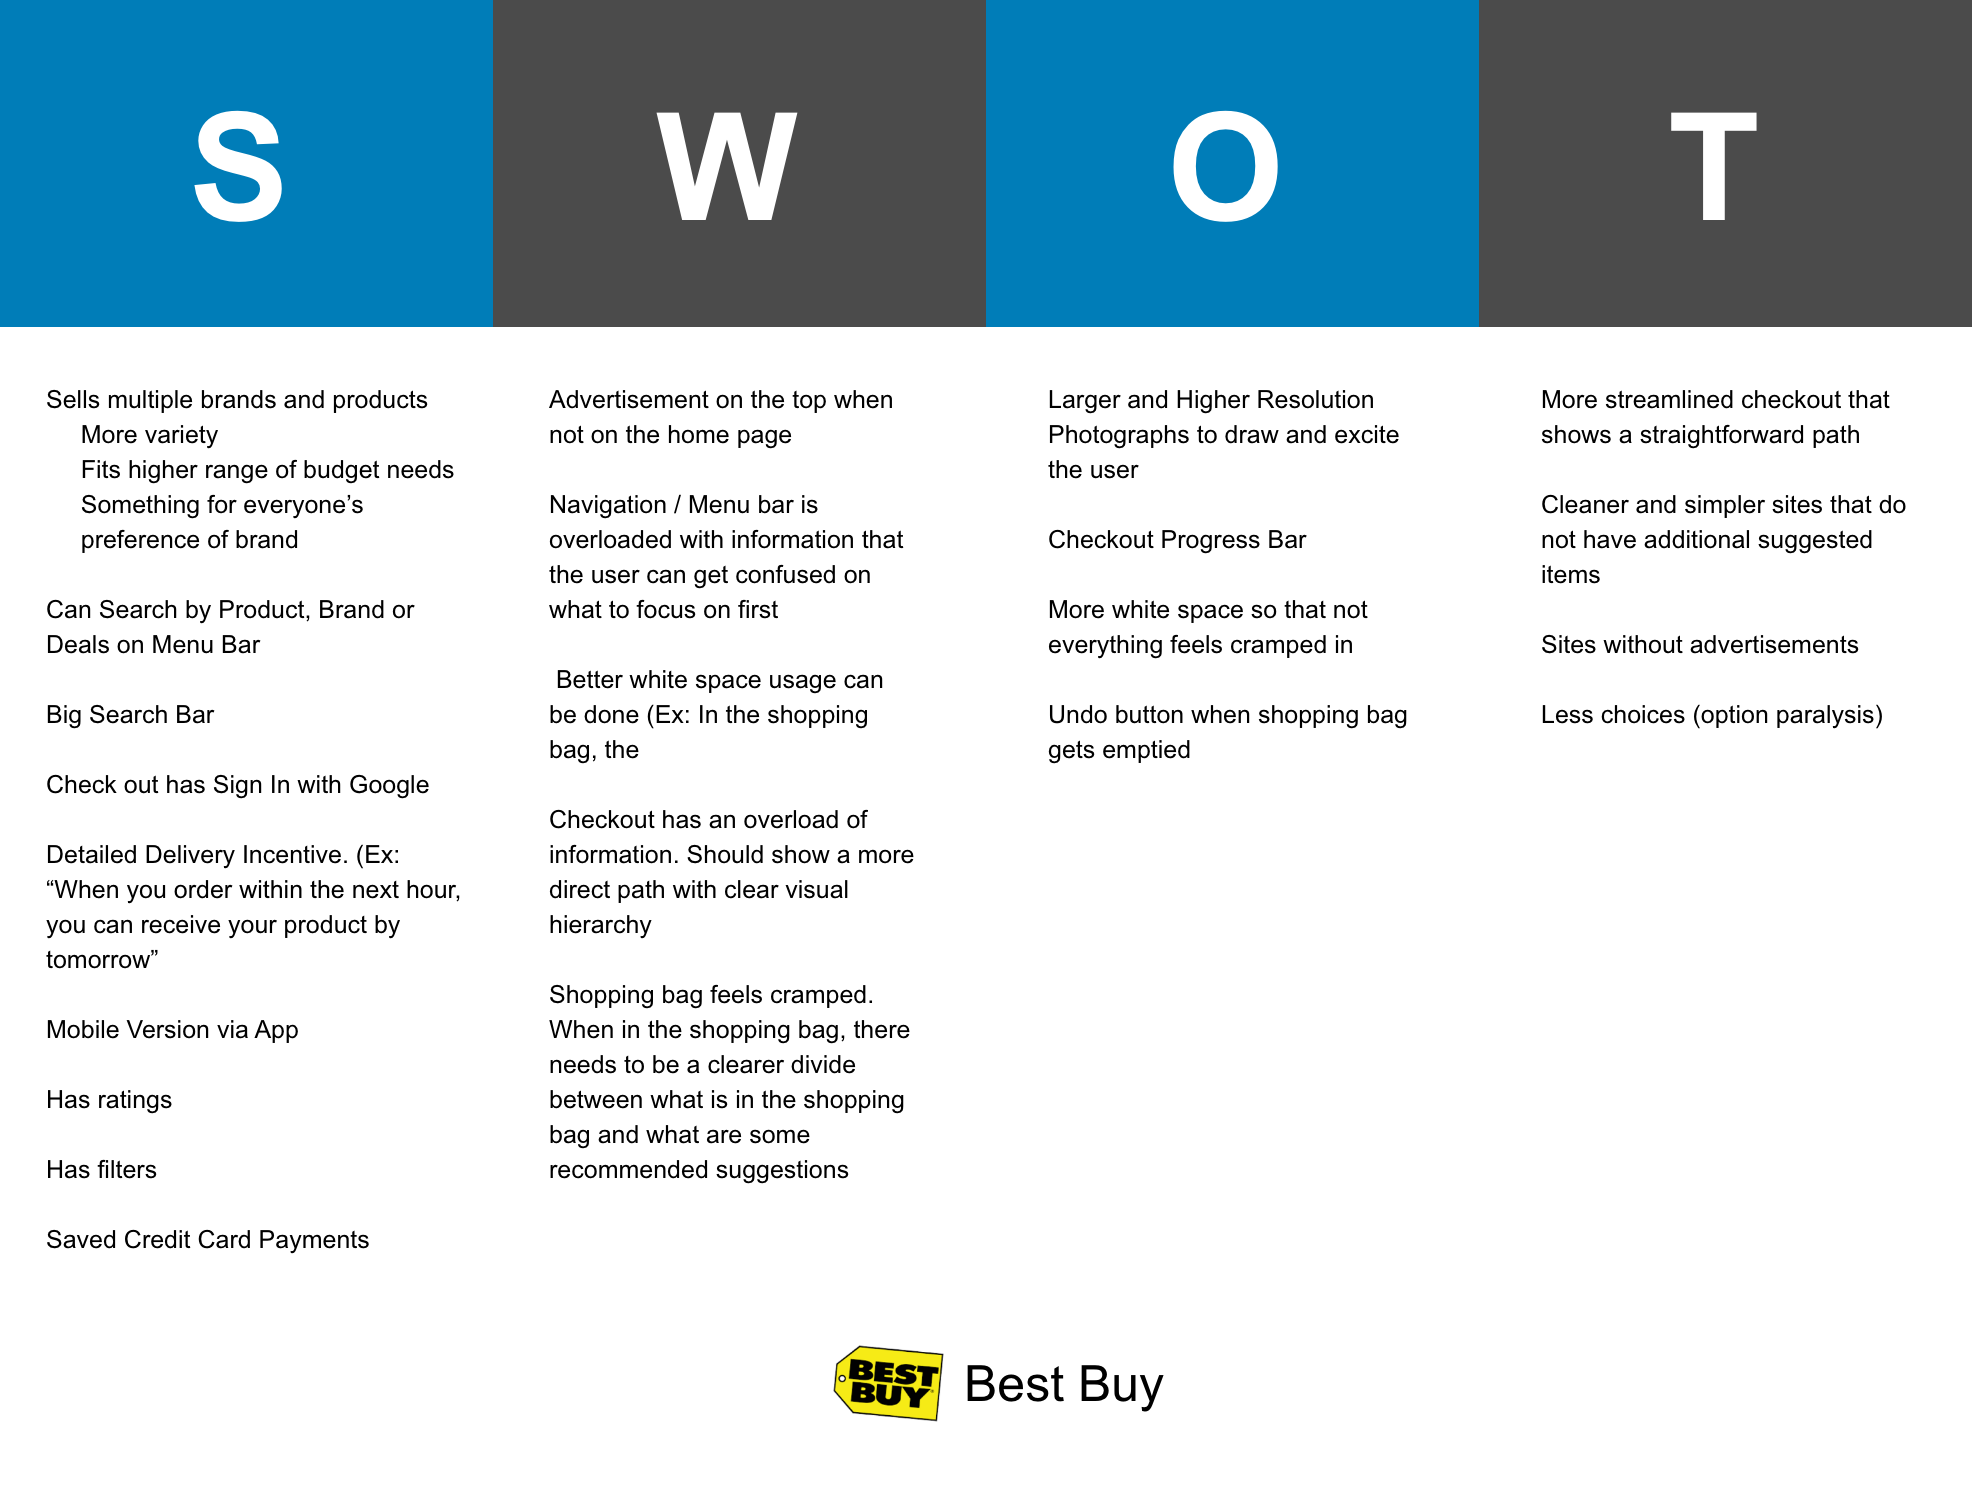 S
W
O
T
Sells multiple brands and products
More variety
Fits higher range of budget needs
Something for everyone’s
preference of brand
Can Search by Product, Brand or
Deals on Menu Bar
Big Search Bar
Check out has Sign In with Google
Detailed Delivery Incentive. (Ex:
“When you order within the next hour,
you can receive your product by
tomorrow”
Mobile Version via App
Has ratings
Has filters
Saved Credit Card Payments
Advertisement on the top when
not on the home page
Navigation / Menu bar is
overloaded with information that
the user can get confused on
what to focus on first
Better white space usage can
be done (Ex: In the shopping
bag, the
Checkout has an overload of
information. Should show a more
direct path with clear visual
hierarchy
Shopping bag feels cramped.
When in the shopping bag, there
needs to be a clearer divide
between what is in the shopping
bag and what are some
recommended suggestions
Larger and Higher Resolution
Photographs to draw and excite
the user
Checkout Progress Bar
More white space so that not
everything feels cramped in
Undo button when shopping bag
gets emptied
More streamlined checkout that
shows a straightforward path
Cleaner and simpler sites that do
not have additional suggested
items
Sites without advertisements
Less choices (option paralysis)
BEST
BUY
Best Buy